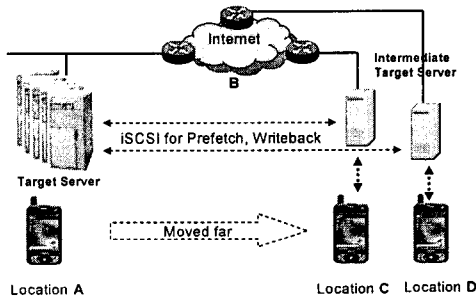 Internet
Intermediate
Target Server
B
iSCSI for Prefetch, Writeback
Target Server
Moved far
Location A
Location C
Location D